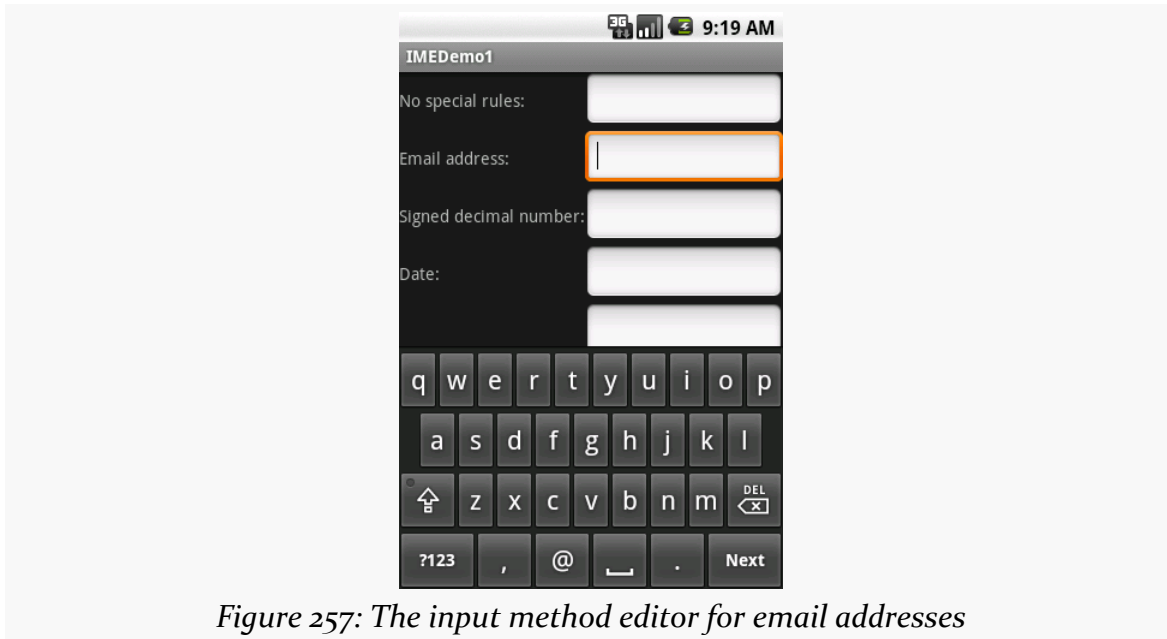 3G 9:19 AM
IMEDemo1
No special rules:
Email address:
Signed decimal number:
Date:
q w e r t y u i o p
a s d f g h j k l
z x c v b n m DEL
?123 , @ . Next
Figure 257: The input method editor for email addresses